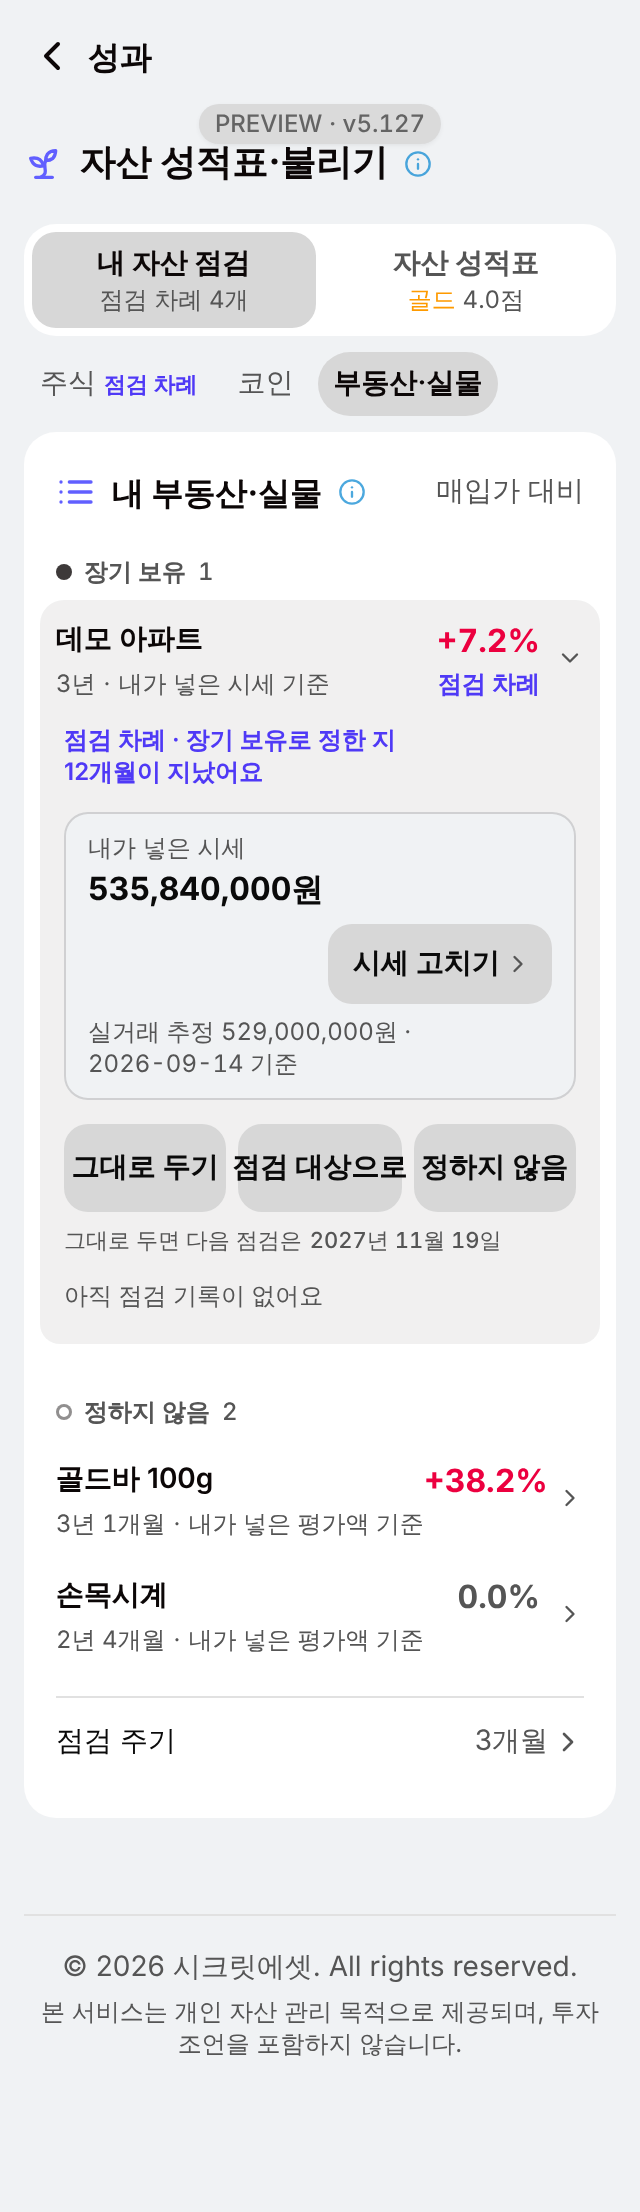 성과
PREVIEW · v5.127
자산 성적표·불리기
내 자산 점검
점검 차례 4개
자산 성적표
골드 4.0점
주식 점검 차례 코인 부동산·실물
내 부동산·실물 매입가 대비
장기 보유 1
데모 아파트 +7.2%
3년 · 내가 넣은 시세 기준 점검 차례
점검 차례 · 장기 보유로 정한 지
12개월이 지났어요
내가 넣은 시세
535,840,000원
시세 고치기
실거래 추정 529,000,000원 ·
2026-09-14 기준
그대로 두기 점검 대상으로 정하지 않음
그대로 두면 다음 점검은 2027년 11월 19일
아직 점검 기록이 없어요
정하지 않음 2
골드바 100g +38.2%
3년 1개월 · 내가 넣은 평가액 기준
손목시계 0.0%
2년 4개월 · 내가 넣은 평가액 기준
점검 주기 3개월
© 2026 시크릿에셋. All rights reserved.
본 서비스는 개인 자산 관리 목적으로 제공되며, 투자
조언을 포함하지 않습니다.